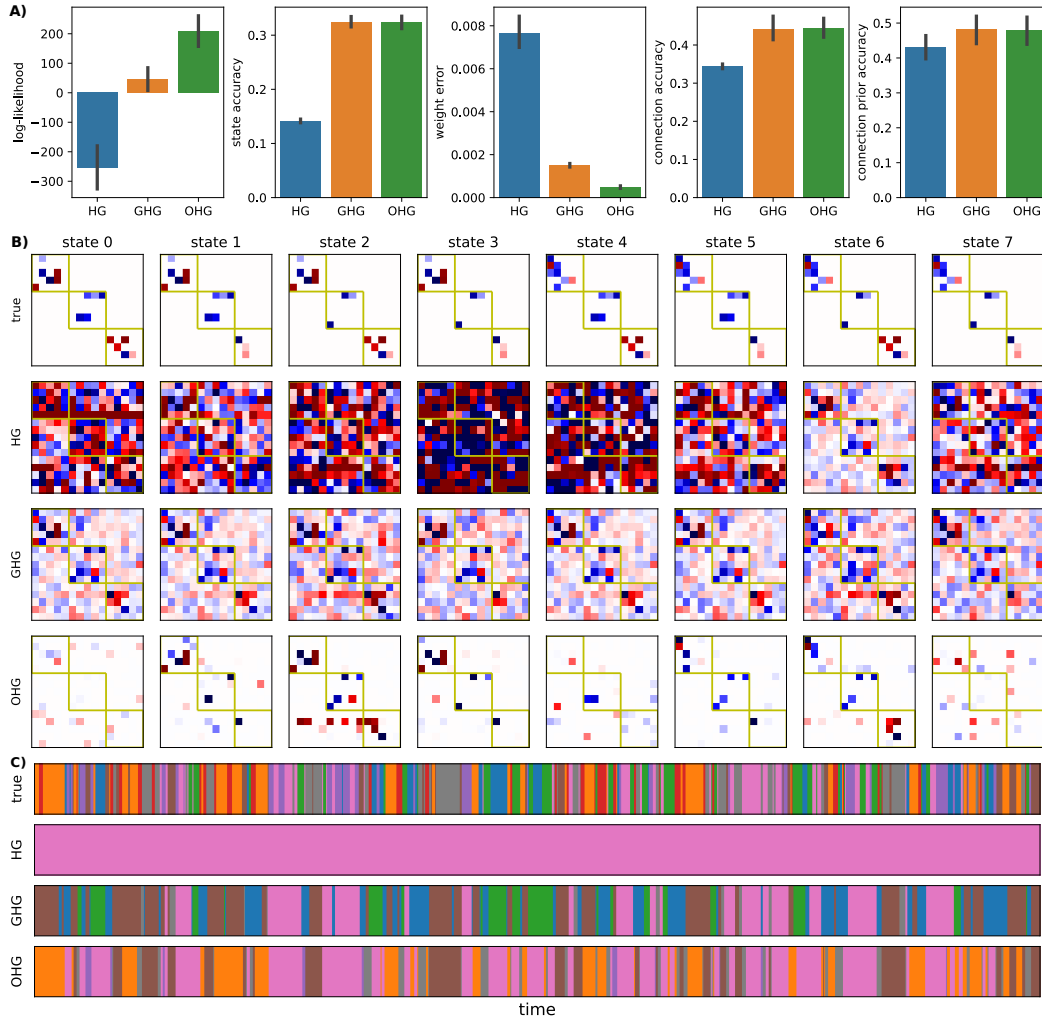 A)
log-likelihood
200
100
0
−100
−200
−300
HG GHG OHG
state accuracy
0.3
0.2
0.1
0.0
HG GHG OHG
weight error
0.008
0.006
0.004
0.002
0.000
HG GHG OHG
connection accuracy
0.4
0.3
0.2
0.1
0.0
HG GHG OHG
connection prior accuracy
0.5
0.4
0.3
0.2
0.1
0.0
HG GHG OHG
B)
state 0 state 1 state 2 state 3 state 4 state 5 state 6 state 7
true
HG
GHG
OHG
C)
true
HG
GHG
OHG
time